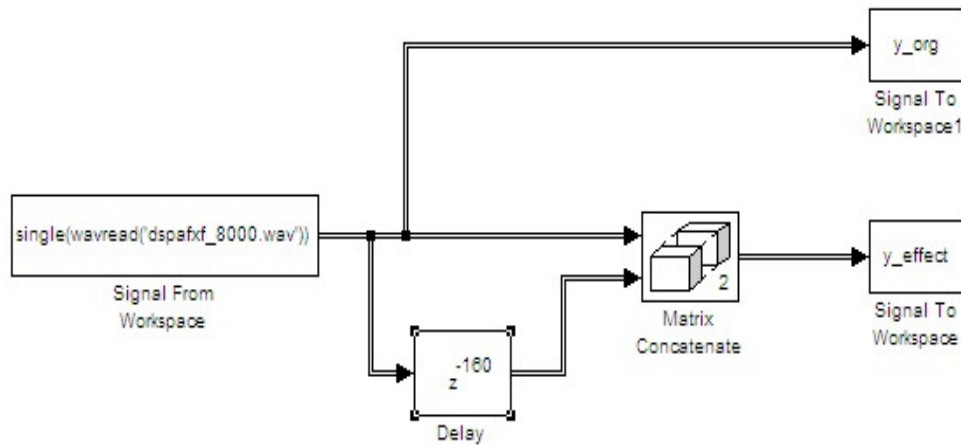 y_org
Signal To
Workspace1
single(wavread('dspafxf_8000.wav'))
Signal From
Workspace
2
Matrix
Concatenate
y_effect
Signal To
Workspace
z^-160
Delay